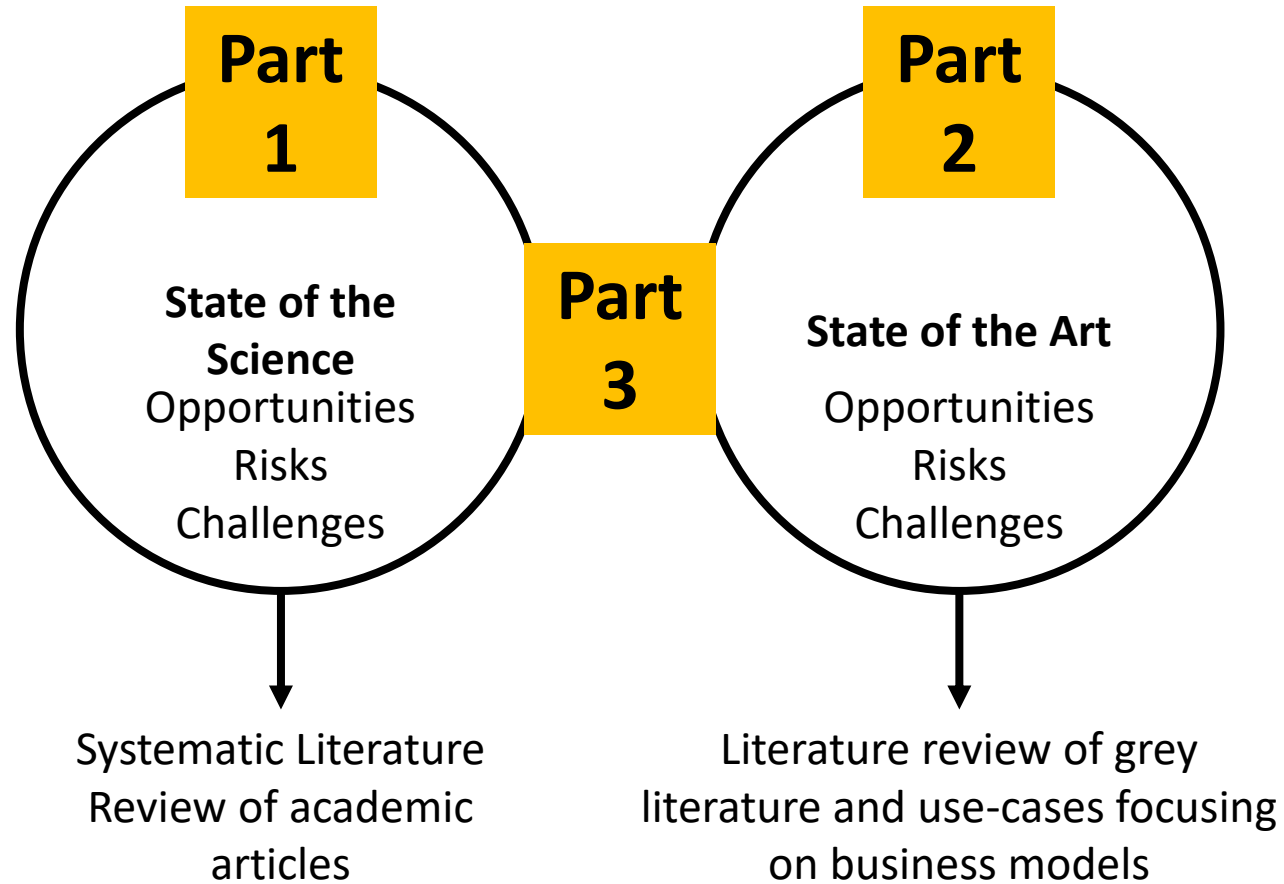 Part
1
State of the
Science
Opportunities
Risks
Challenges
Systematic Literature
Review of academic
articles
Part
3
Part
2
State of the Art
Opportunities
Risks
Challenges
Literature review of grey
literature and use-cases focusing
on business models